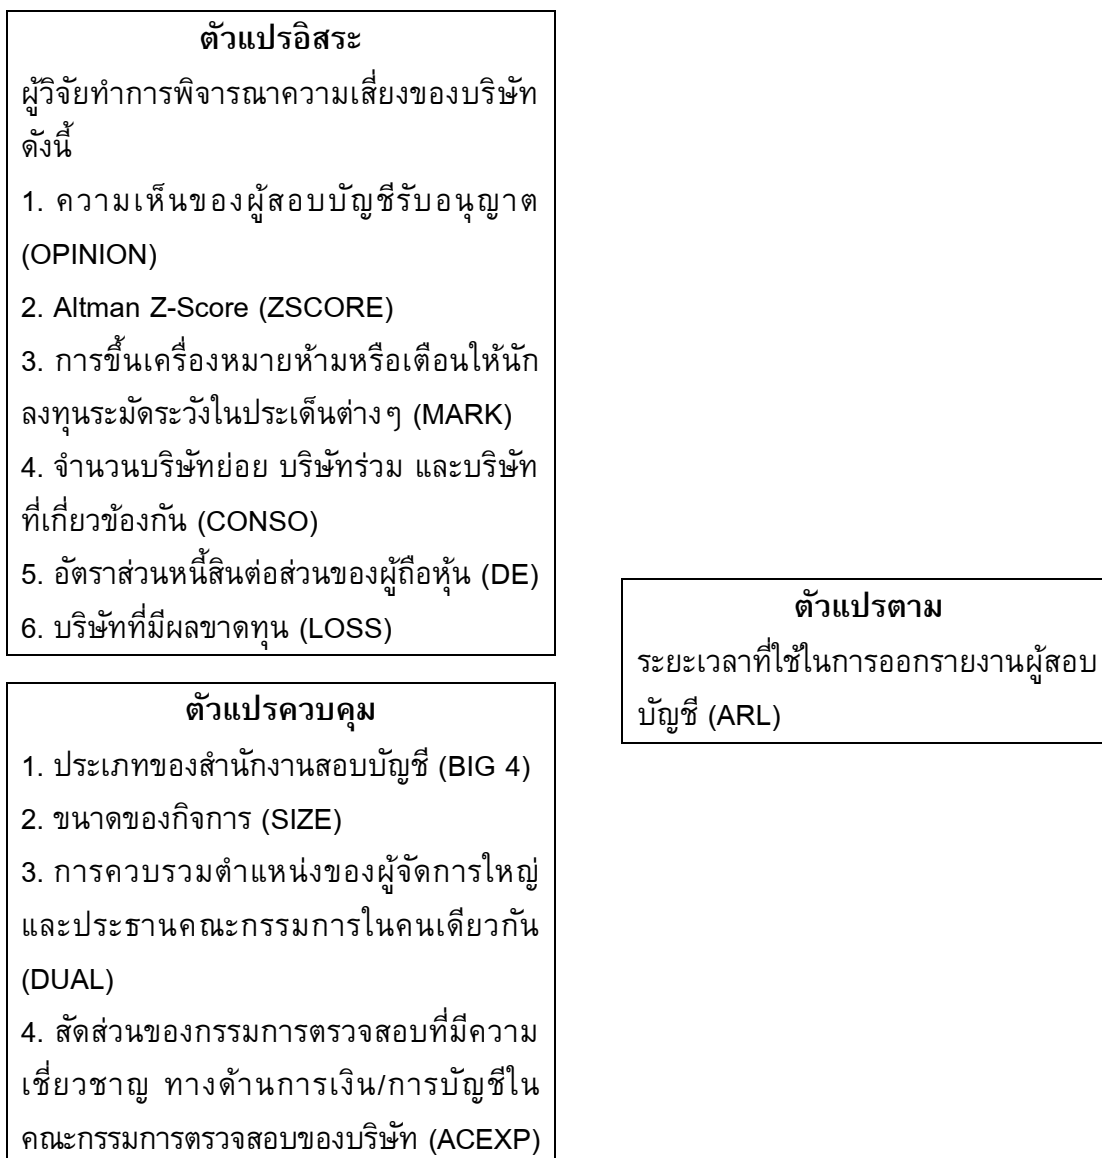 ตัวแปรอิสระ
ผู้วิจัยทำการพิจารณาความเสี่ยงของบริษัท
ดังนี้
1. ความเห็นของผู้สอบบัญชีรับอนุญาต
(OPINION)
2. Altman Z-Score (ZSCORE)
3. การขึ้นเครื่องหมายห้ามหรือเตือนให้นัก
ลงทุนระมัดระวังในประเด็นต่างๆ (MARK)
4. จำนวนบริษัทย่อย บริษัทร่วม และบริษัท
ที่เกี่ยวข้องกัน (CONSO)
5. อัตราส่วนหนี้สินต่อส่วนของผู้ถือหุ้น (DE)
6. บริษัทที่มีผลขาดทุน (LOSS)
ตัวแปรควบคุม
1. ประเภทของสำนักงานสอบบัญชี (BIG 4)
2. ขนาดของกิจการ (SIZE)
3. การควบรวมตำแหน่งของผู้จัดการใหญ่
และประธานคณะกรรมการในคนเดียวกัน
(DUAL)
4. สัดส่วนของกรรมการตรวจสอบที่มีความ
เชี่ยวชาญ ทางด้านการเงิน/การบัญชีใน
คณะกรรมการตรวจสอบของบริษัท (ACEXP)
ตัวแปรตาม
ระยะเวลาที่ใช้ในการออกรายงานผู้สอบ
บัญชี (ARL)